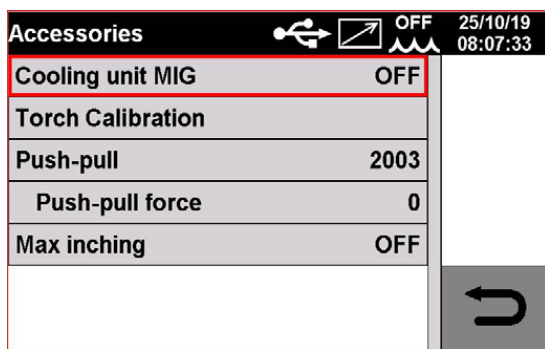 Accessories OFF 25/10/19
08:07:33
Cooling unit MIG OFF
Torch Calibration
Push-pull 2003
Push-pull force 0
Max inching OFF